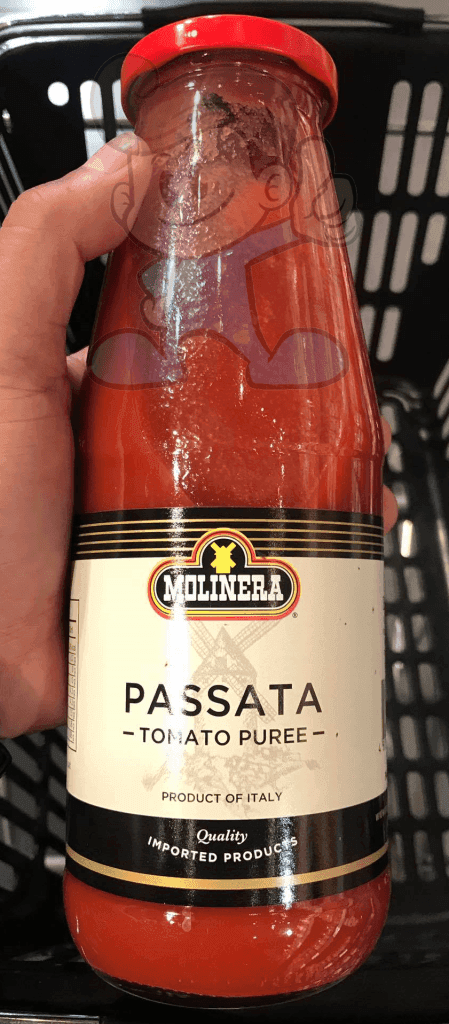 MOLINERA
®
PASSATA
– TOMATO PUREE –
PRODUCT OF ITALY
Quality
IMPORTED PRODUCTS